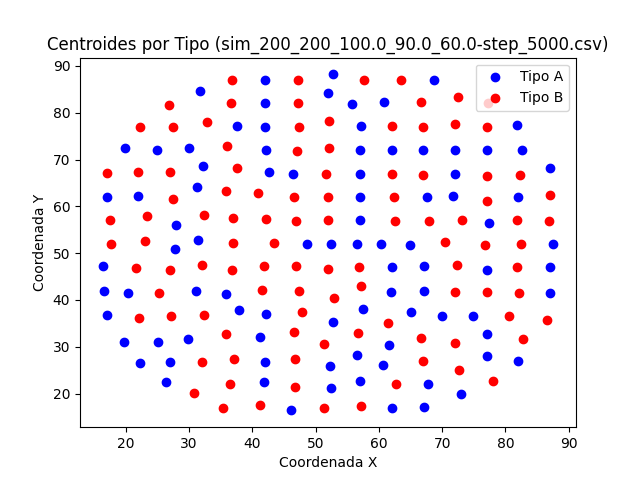 Centroides por Tipo (sim_200_200_100.0_90.0_60.0-step_5000.csv)
Tipo A
Tipo B
90
80
70
60
50
40
30
20
Coordenada Y
20 30 40 50 60 70 80 90
Coordenada X